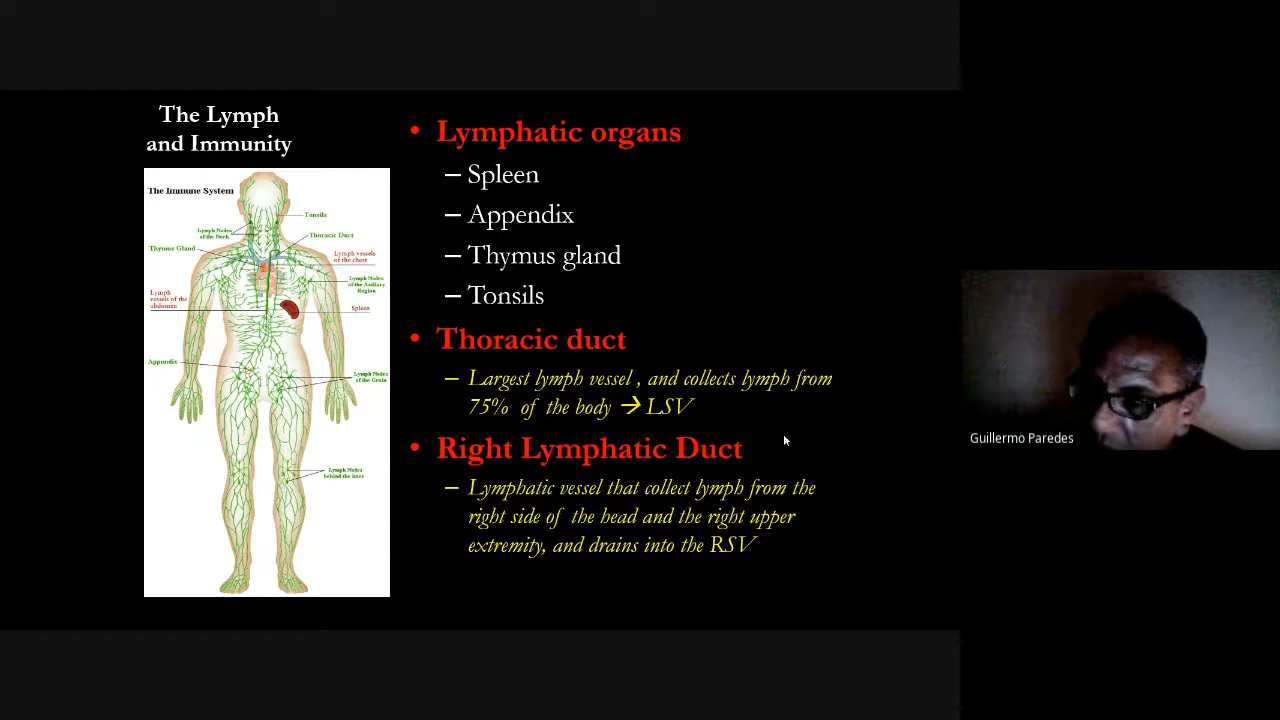 The Lymph
and Immunity
The Immune System
Tonsils
Lymph Nodes
of the Neck
Thoracic Duct
Thymus Gland
Lymph vessels
of the chest
Lymph Nodes
of the Axillary
Region
Lymph
vessels of the
abdomen
Spleen
Appendix
Lymph Nodes
of the Groin
Lymph Nodes
behind the knee
• Lymphatic organs
– Spleen
– Appendix
– Thymus gland
– Tonsils
• Thoracic duct
– Largest lymph vessel , and collects lymph from
75% of the body → LSV
• Right Lymphatic Duct
– Lymphatic vessel that collect lymph from the
right side of the head and the right upper
extremity, and drains into the RSV
Guillermo Paredes